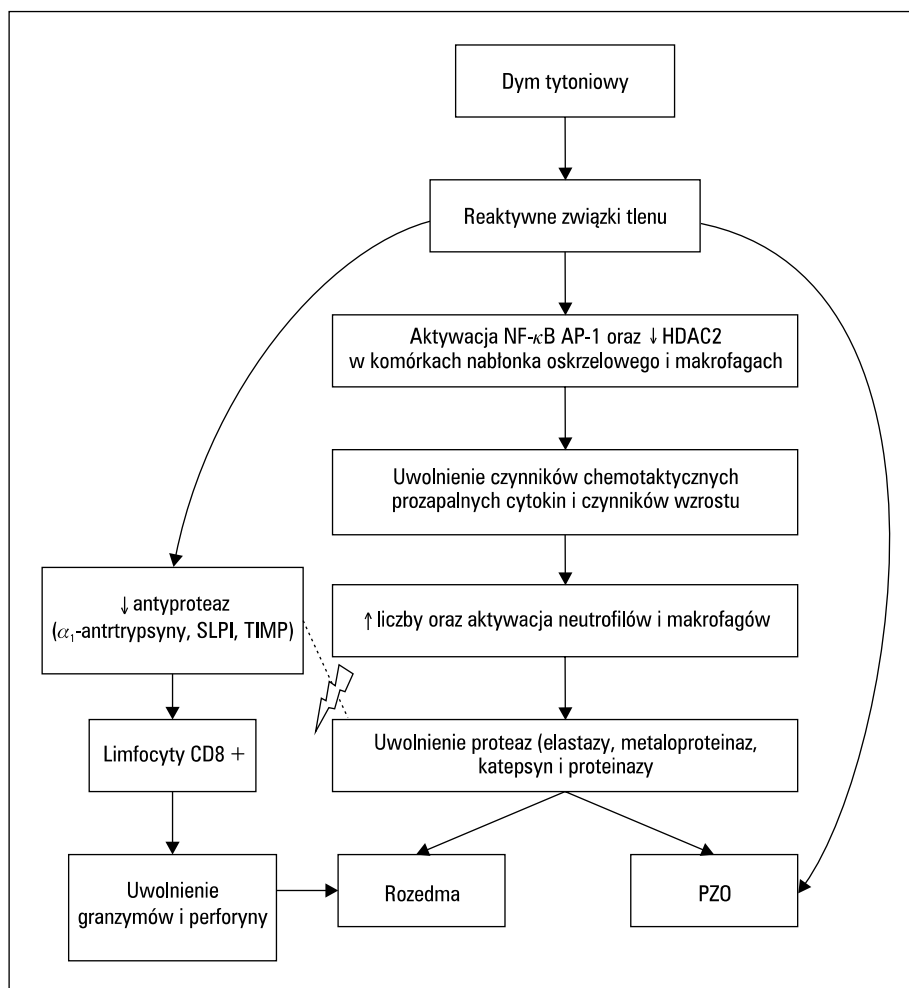 Dym tytoniowy
Reaktywne związki tlenu
Aktywacja NF-κB AP-1 oraz ↓ HDAC2
w komórkach nabłonka oskrzelowego i makrofagach
Uwolnienie czynników chemotaktycznych
prozapalnych cytokin i czynników wzrostu
↓ antyproteaz
(α₁-antrtrypsyny, SLPI, TIMP)
↑ liczby oraz aktywacja neutrofilów i makrofagów
Limfocyty CD8 +
Uwolnienie proteaz (elastazy, metaloproteinaz,
katepsyn i proteinazy
Uwolnienie
granzymów i perforyny
Rozedma
PZO